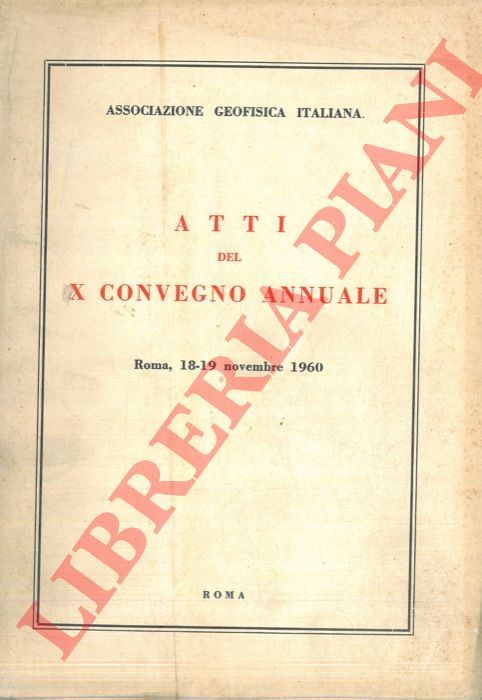 ASSOCIAZIONE GEOFISICA ITALIANA.
ATTI
DEL
X CONVEGNO ANNUALE
Roma, 18-19 novembre 1960
ROMA
LIBRERIA PIANI